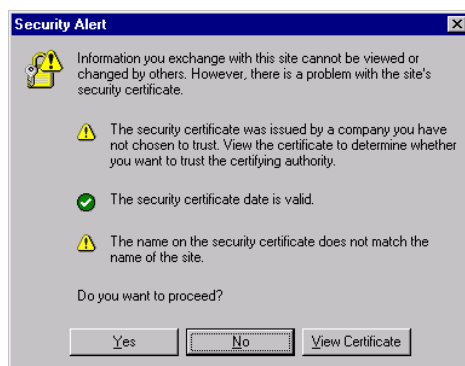 Security Alert
Information you exchange with this site cannot be viewed or
changed by others. However, there is a problem with the site's
security certificate.
The security certificate was issued by a company you have
not chosen to trust. View the certificate to determine whether
you want to trust the certifying authority.
The security certificate date is valid.
The name on the security certificate does not match the
name of the site.
Do you want to proceed?
Yes No View Certificate